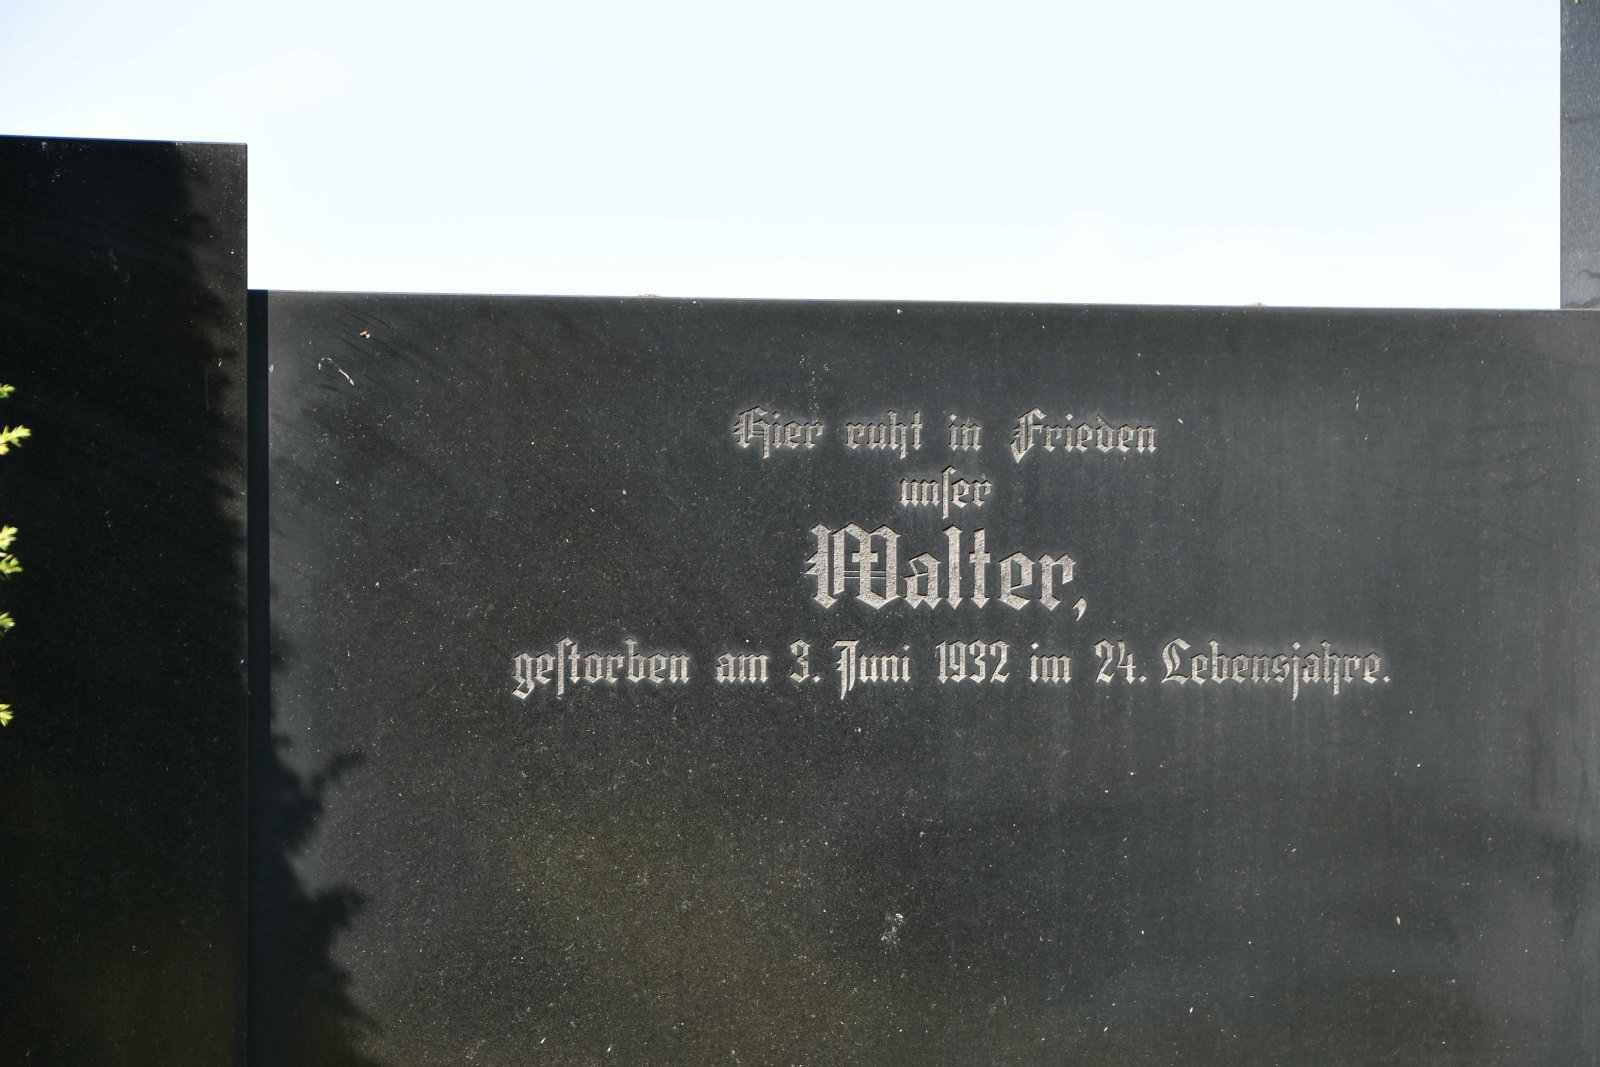 Hier ruht in Frieden
unſer
Walter,
geſtorben am 3. Juni 1932 im 24. Lebensjahre.